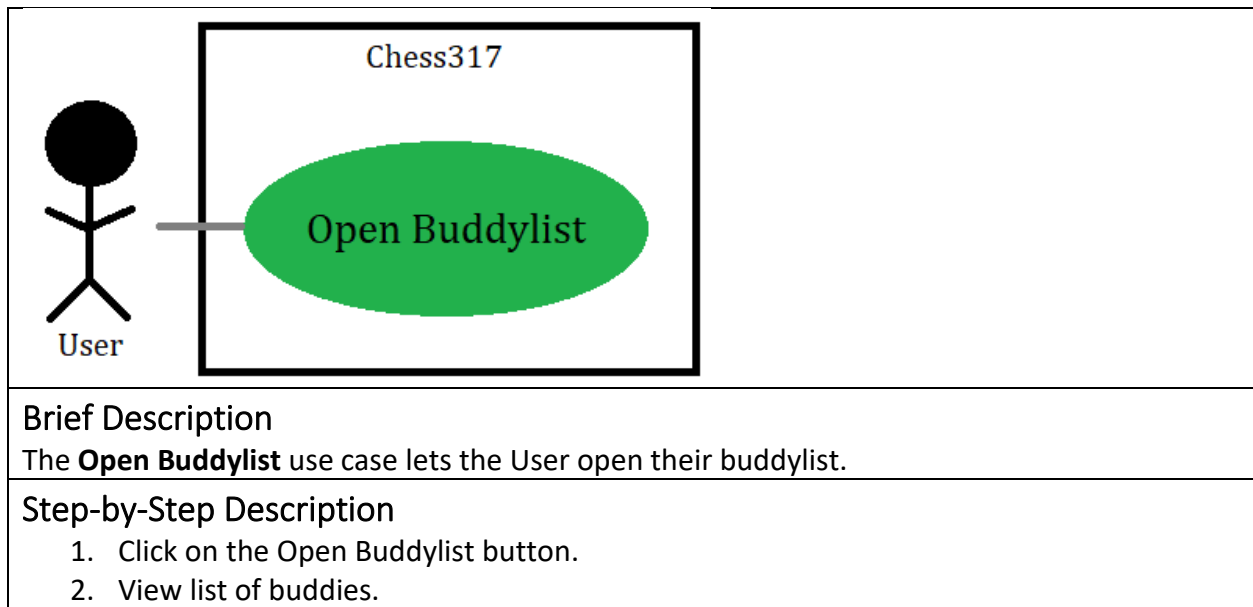 Chess317
Open Buddylist
User
Brief Description
The Open Buddylist use case lets the User open their buddylist.
Step-by-Step Description
1. Click on the Open Buddylist button.
2. View list of buddies.